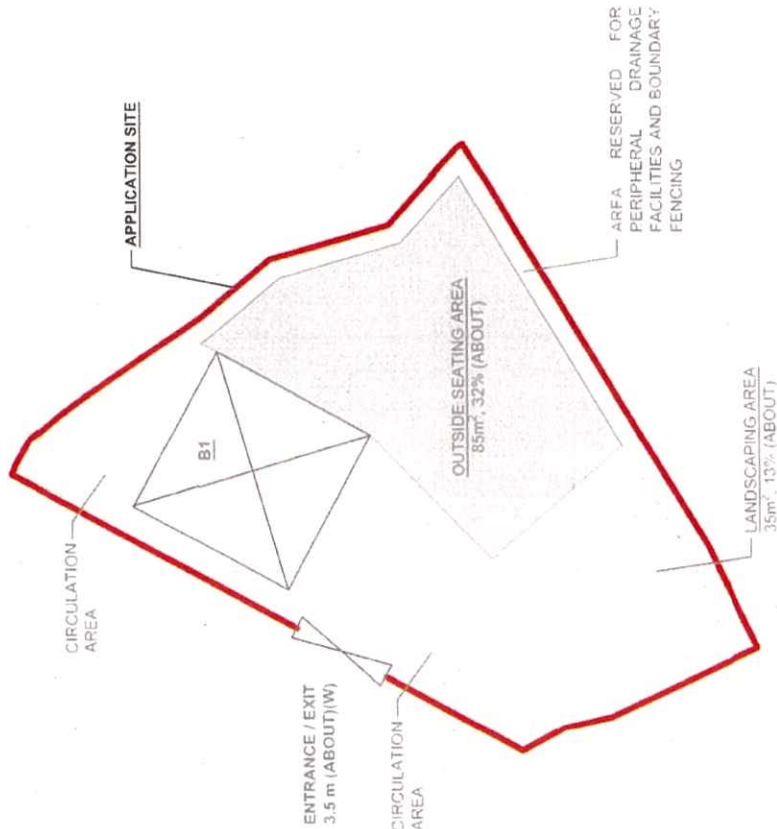 APPLICATION SITE
CIRCULATION
AREA
B1
ENTRANCE / EXIT
3.5 m (ABOUT)(W)
CIRCULATION
AREA
OUTSIDE SEATING AREA
85m², 32% (ABOUT)
AREA RESERVED FOR
PERIPHERAL DRAINAGE
FACILITIES AND BOUNDARY
FENCING
LANDSCAPING AREA
35m², 13% (ABOUT)